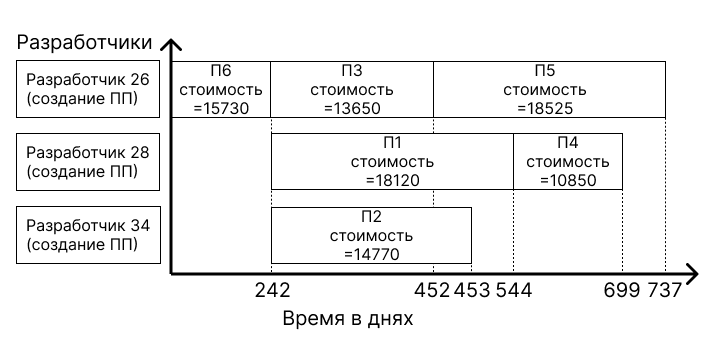 Разработчики
Разработчик 26
(создание ПП)
П6
стоимость
=15730
П3
стоимость
=13650
П5
стоимость
=18525
Разработчик 28
(создание ПП)
П1
стоимость
=18120
П4
стоимость
=10850
Разработчик 34
(создание ПП)
П2
стоимость
=14770
242 452 453 544 699 737
Время в днях